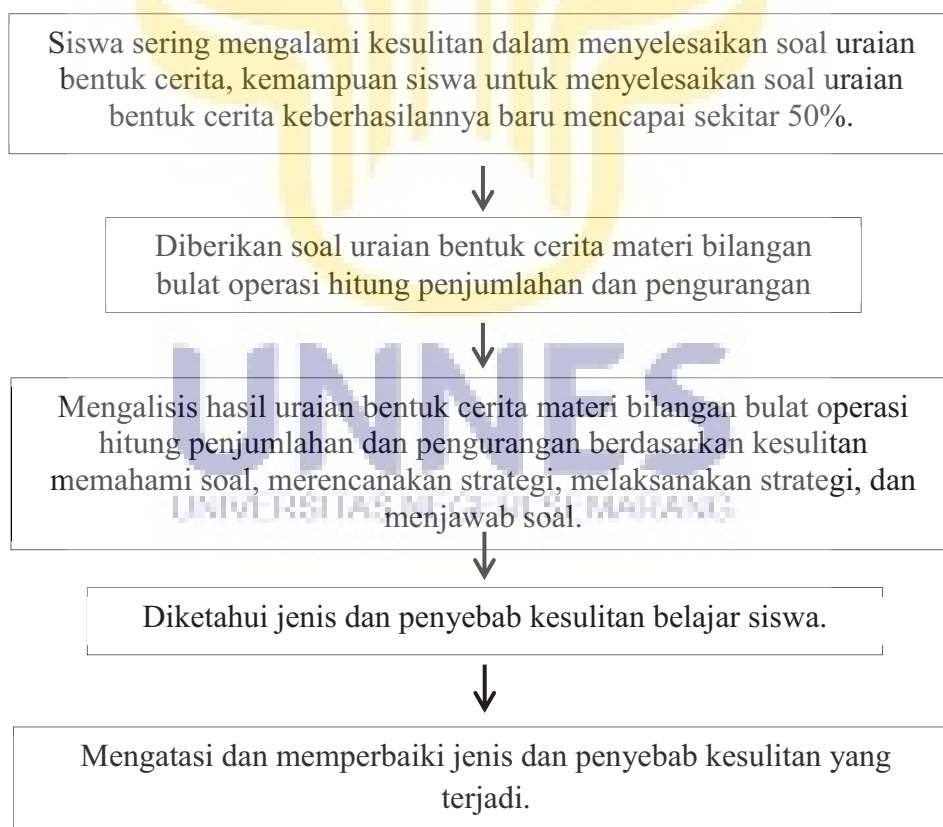 Siswa sering mengalami kesulitan dalam menyelesaikan soal uraian
bentuk cerita, kemampuan siswa untuk menyelesaikan soal uraian
bentuk cerita keberhasilannya baru mencapai sekitar 50%.
Diberikan soal uraian bentuk cerita materi bilangan
bulat operasi hitung penjumlahan dan pengurangan
UNNES
Mengalisis hasil uraian bentuk cerita materi bilangan bulat operasi
hitung penjumlahan dan pengurangan berdasarkan kesulitan
memahami soal, merencanakan strategi, melaksanakan strategi, dan
UNIVERSITAS NEGERI SEMARANG
menjawab soal.
Diketahui jenis dan penyebab kesulitan belajar siswa.
Mengatasi dan memperbaiki jenis dan penyebab kesulitan yang
terjadi.